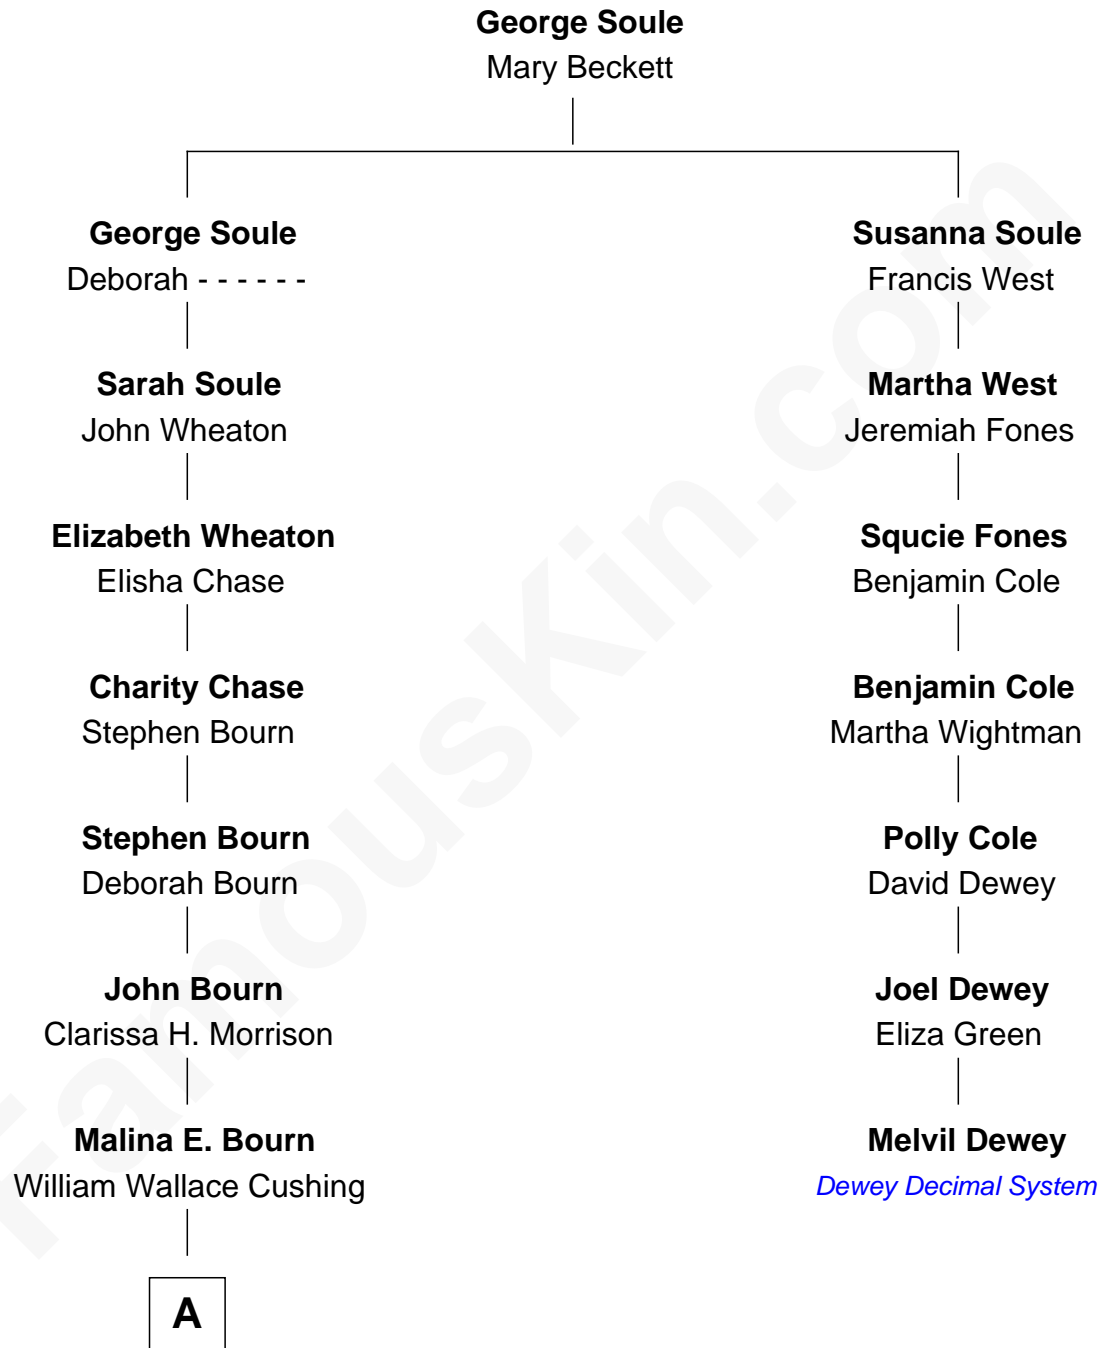 George Soule
Mary Beckett
George Soule
Deborah - - - - - -
Susanna Soule
Francis West
Sarah Soule
John Wheaton
Martha West
Jeremiah Fones
Elizabeth Wheaton
Elisha Chase
Squcie Fones
Benjamin Cole
Charity Chase
Stephen Bourn
Benjamin Cole
Martha Wightman
Stephen Bourn
Deborah Bourn
Polly Cole
David Dewey
John Bourn
Clarissa H. Morrison
Joel Dewey
Eliza Green
Malina E. Bourn
William Wallace Cushing
Melvil Dewey
Dewey Decimal System
A
FamousKin.com